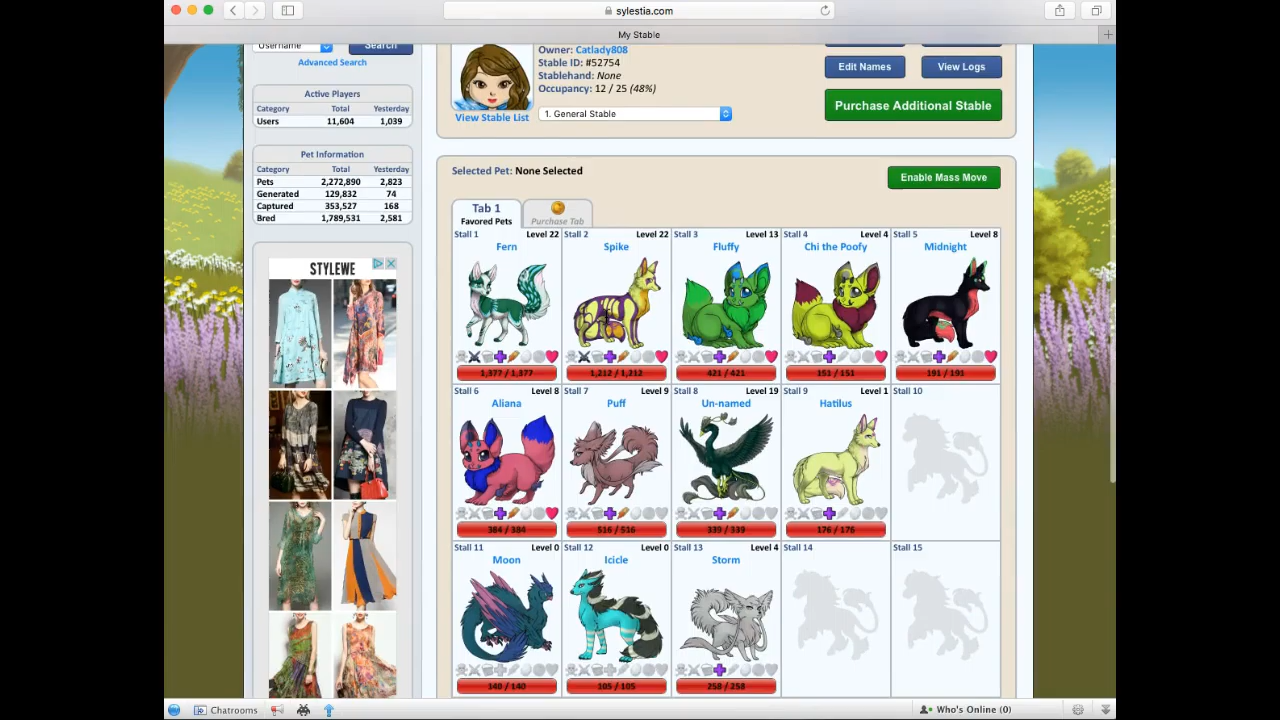 sylestia.com
My Stable
Username
Search
Advanced Search
Active Players
Category Total Yesterday
Users 11,604 1,039
Pet Information
Category Total Yesterday
Pets 2,272,890 2,823
Generated 129,832 74
Captured 353,527 168
Bred 1,789,531 2,581
STYLEWE
View Stable List
Owner: Catlady808
Stable ID: #52754
Stablehand: None
Occupancy: 12 / 25 (48%)
1. General Stable
Edit Names
View Logs
Purchase Additional Stable
Selected Pet: None Selected
Enable Mass Move
Tab 1
Favored Pets
Purchase Tab
Stall 1 Level 22 Stall 2 Level 22 Stall 3 Level 13 Stall 4 Level 4 Stall 5 Level 8
Fern Spike Fluffy Chi the Poofy Midnight
1,377 / 1,377 1,212 / 1,212 421 / 421 151 / 151 191 / 191
Stall 6 Level 8 Stall 7 Level 9 Stall 8 Level 19 Stall 9 Level 1 Stall 10
Aliana Puff Un-named Hatilus
384 / 384 516 / 516 339 / 339 176 / 176
Stall 11 Level 0 Stall 12 Level 0 Stall 13 Level 4 Stall 14 Stall 15
Moon Icicle Storm
140 / 140 105 / 105 258 / 258
Chatrooms
Who's Online (0)